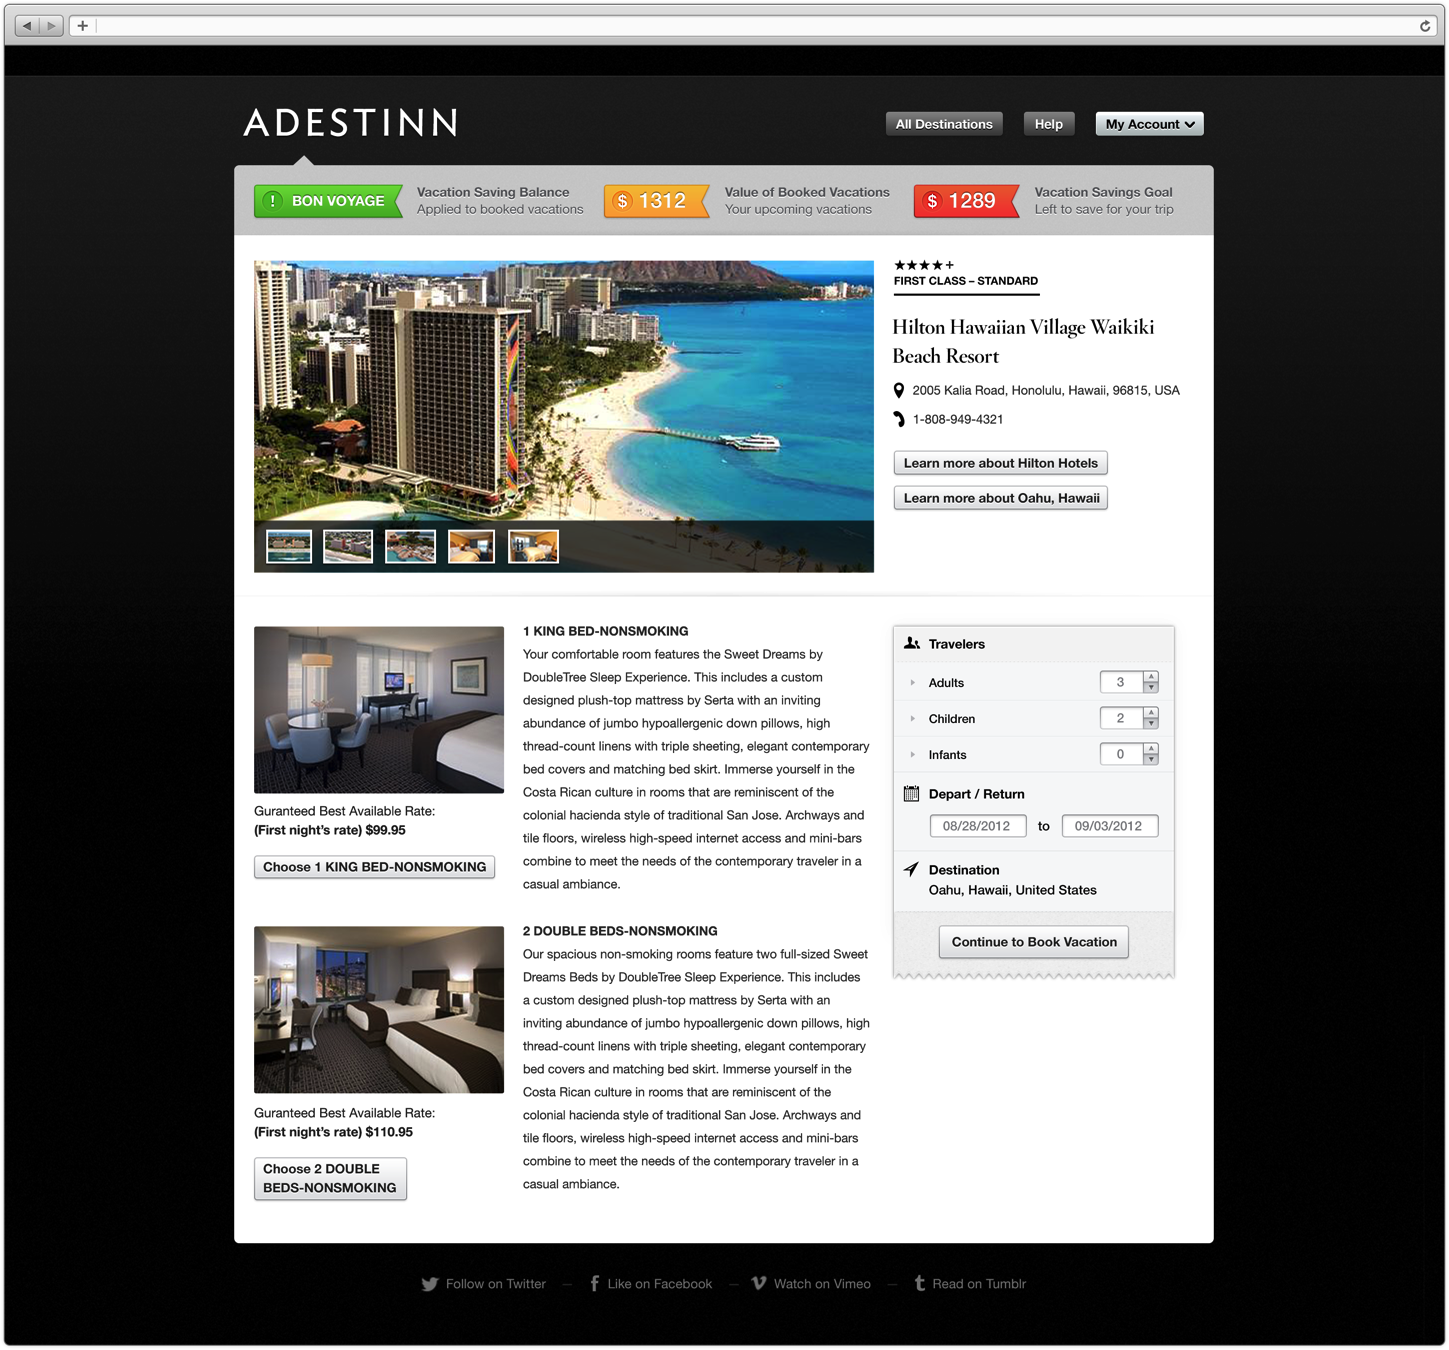 ADESTINN
All Destinations
Help
My Account
! BON VOYAGE
Vacation Saving Balance
Applied to booked vacations
$ 1312
Value of Booked Vacations
Your upcoming vacations
$ 1289
Vacation Savings Goal
Left to save for your trip
★★★★+
FIRST CLASS – STANDARD
Hilton Hawaiian Village Waikiki
Beach Resort
2005 Kalia Road, Honolulu, Hawaii, 96815, USA
1-808-949-4321
Learn more about Hilton Hotels
Learn more about Oahu, Hawaii
Guranteed Best Available Rate:
(First night's rate) $99.95
Choose 1 KING BED-NONSMOKING
1 KING BED-NONSMOKING
Your comfortable room features the Sweet Dreams by
DoubleTree Sleep Experience. This includes a custom
designed plush-top mattress by Serta with an inviting
abundance of jumbo hypoallergenic down pillows, high
thread-count linens with triple sheeting, elegant contemporary
bed covers and matching bed skirt. Immerse yourself in the
Costa Rican culture in rooms that are reminiscent of the
colonial hacienda style of traditional San Jose. Archways and
tile floors, wireless high-speed internet access and mini-bars
combine to meet the needs of the contemporary traveler in a
casual ambiance.
Guranteed Best Available Rate:
(First night's rate) $110.95
Choose 2 DOUBLE
BEDS-NONSMOKING
2 DOUBLE BEDS-NONSMOKING
Our spacious non-smoking rooms feature two full-sized Sweet
Dreams Beds by DoubleTree Sleep Experience. This includes
a custom designed plush-top mattress by Serta with an
inviting abundance of jumbo hypoallergenic down pillows, high
thread-count linens with triple sheeting, elegant contemporary
bed covers and matching bed skirt. Immerse yourself in the
Costa Rican culture in rooms that are reminiscent of the
colonial hacienda style of traditional San Jose. Archways and
tile floors, wireless high-speed internet access and mini-bars
combine to meet the needs of the contemporary traveler in a
casual ambiance.
Travelers
Adults 3
Children 2
Infants 0
Depart / Return
08/28/2012 to 09/03/2012
Destination
Oahu, Hawaii, United States
Continue to Book Vacation
Follow on Twitter — Like on Facebook — Watch on Vimeo — Read on Tumblr